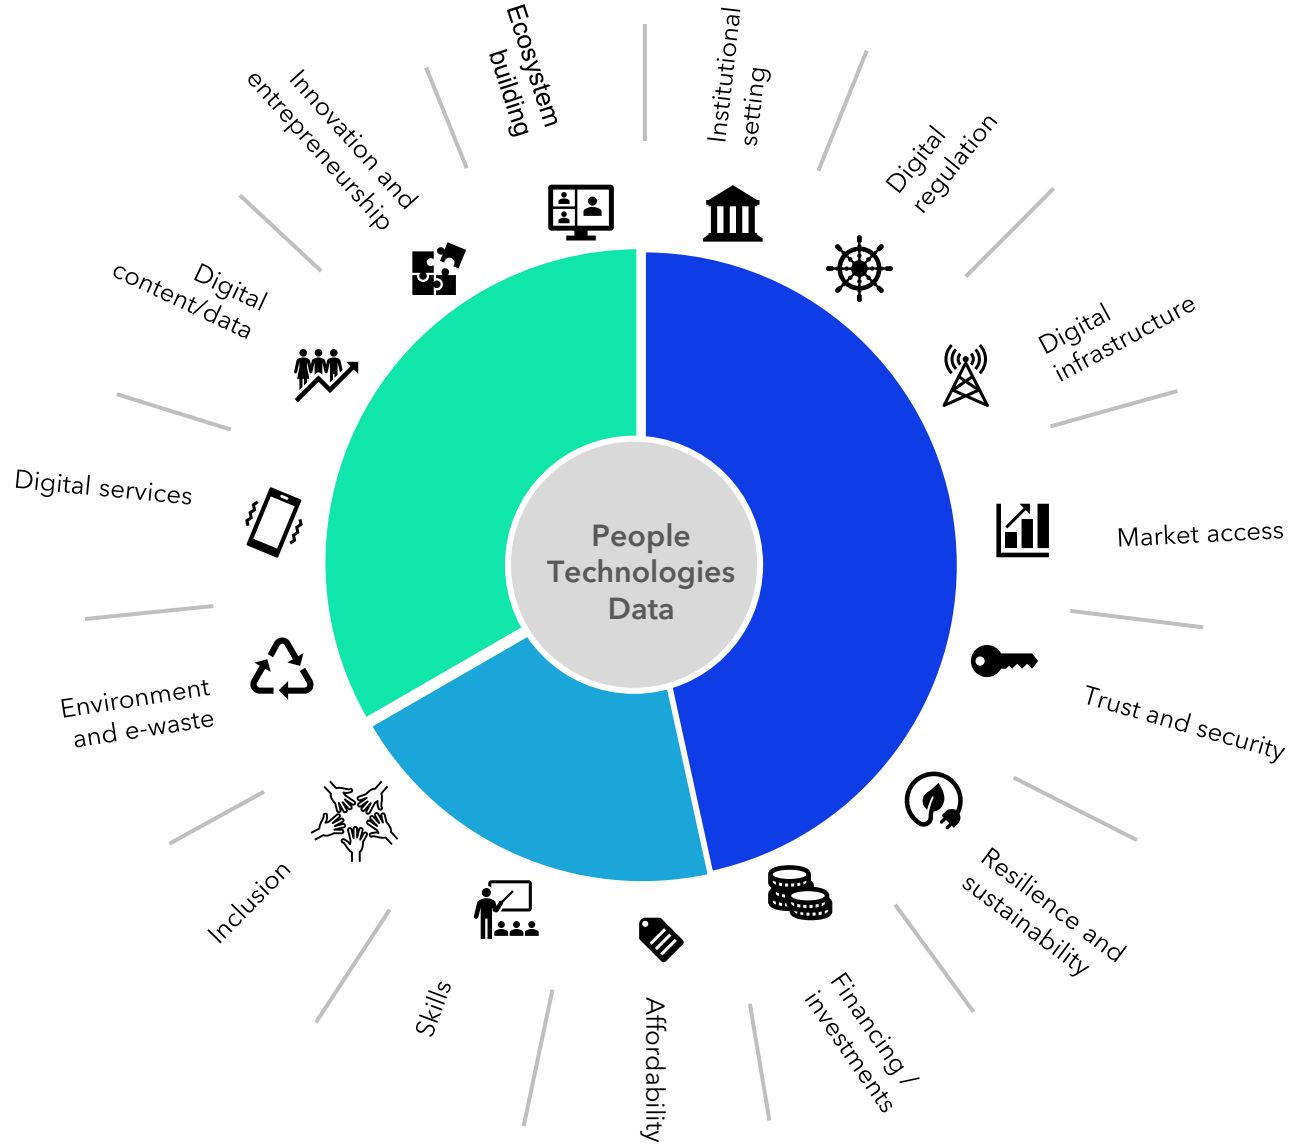 Institutional
setting
Digital
regulation
Digital
infrastructure
Market access
Trust and security
Resilience and
sustainability
Financing /
investments
Affordability
Skills
Inclusion
Environment
and e-waste
Digital services
Digital
content/data
Innovation and
entrepreneurship
Ecosystem
building
People
Technologies
Data